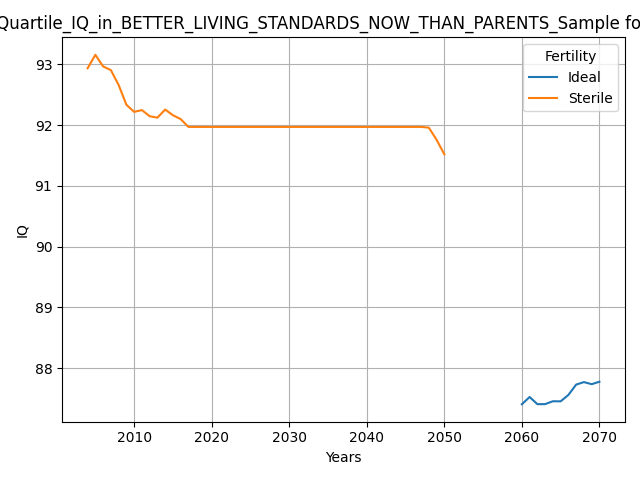 Quartile_IQ_in_BETTER_LIVING_STANDARDS_NOW_THAN_PARENTS_Sample fo
93
92
91
90
89
88
IQ
Fertility
Ideal
Sterile
2010 2020 2030 2040 2050 2060 2070
Years